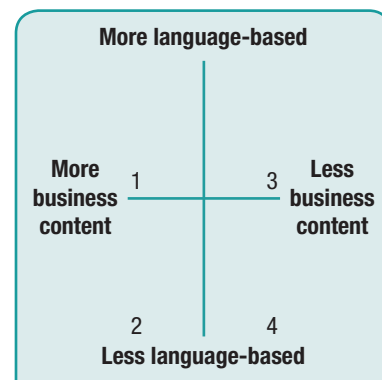 More language-based
More
business
content
1
3
Less
business
content
2
4
Less language-based